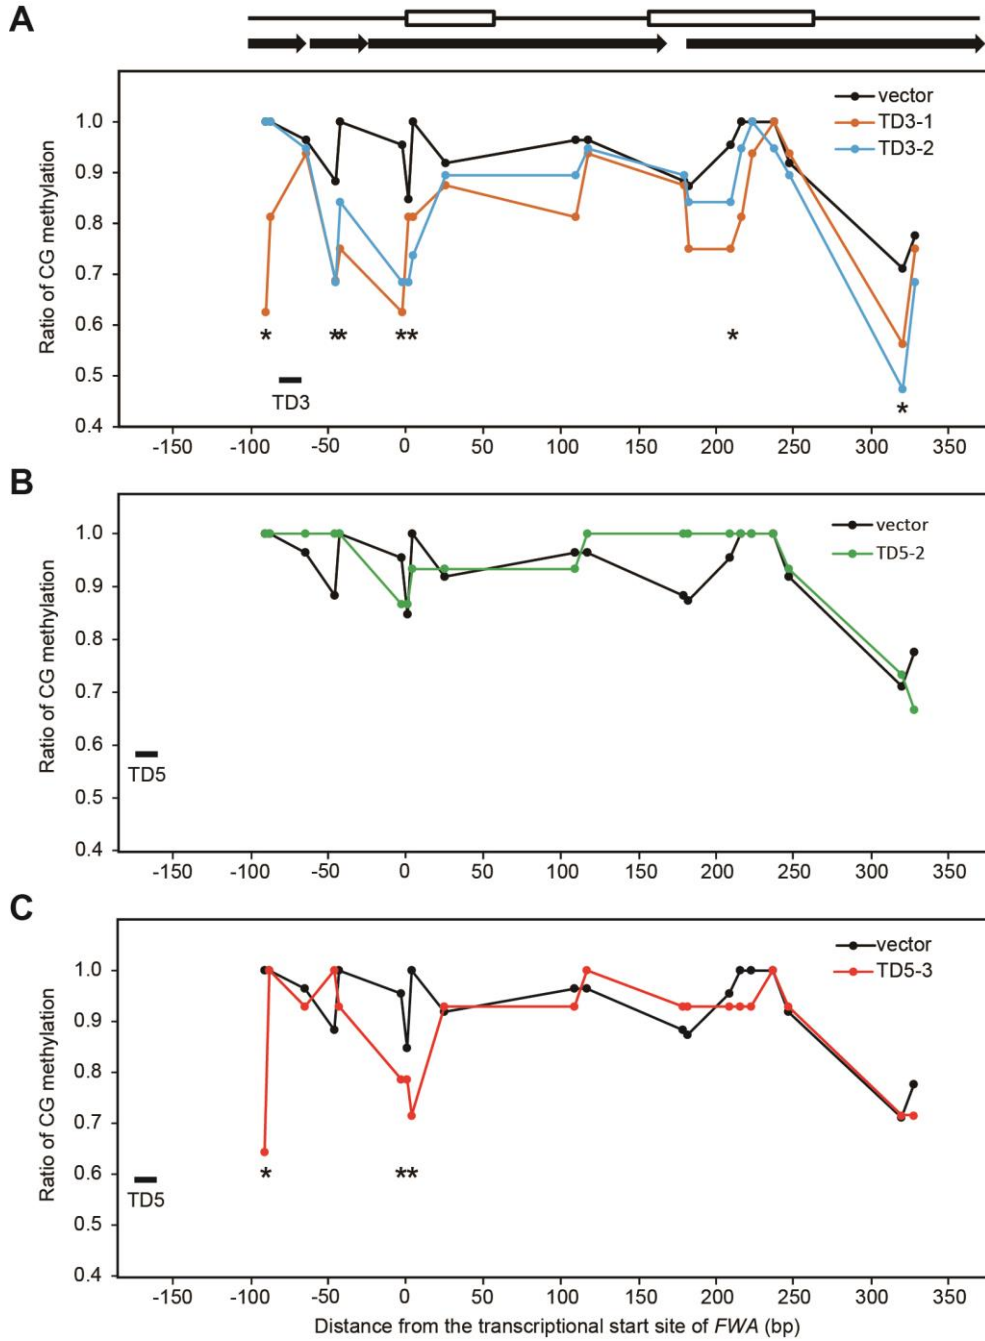 A
vector
TD3-1
TD3-2
1.0
0.9
0.8
0.7
0.6
0.5
0.4
Ratio of CG methylation
* ** ** *
*
TD3
-150 -100 -50 0 50 100 150 200 250 300 350
B
vector
TD5-2
1.0
0.9
0.8
0.7
0.6
0.5
0.4
Ratio of CG methylation
TD5
-150 -100 -50 0 50 100 150 200 250 300 350
C
vector
TD5-3
1.0
0.9
0.8
0.7
0.6
0.5
0.4
Ratio of CG methylation
* **
TD5
-150 -100 -50 0 50 100 150 200 250 300 350
Distance from the transcriptional start site of FWA (bp)